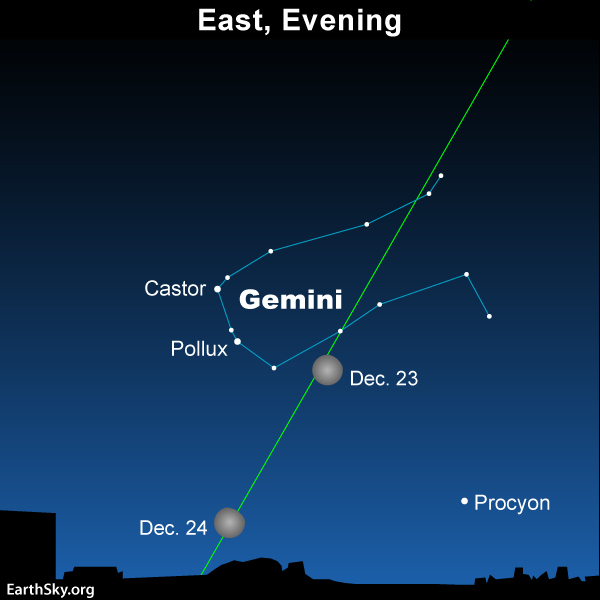 East, Evening
Castor
Gemini
Pollux
Dec. 23
Procyon
Dec. 24
EarthSky.org